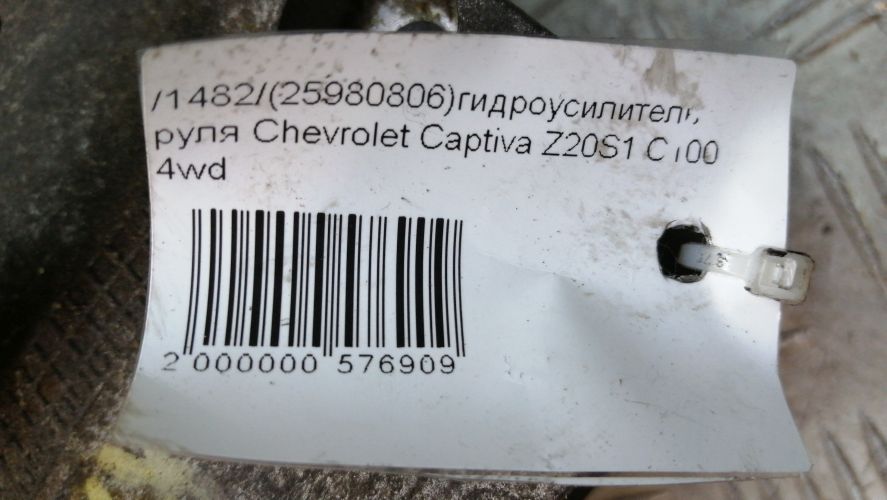 /1482/(25980806)гидроусилитель
руля Chevrolet Captiva Z20S1 C100
4wd
2 000000 576909